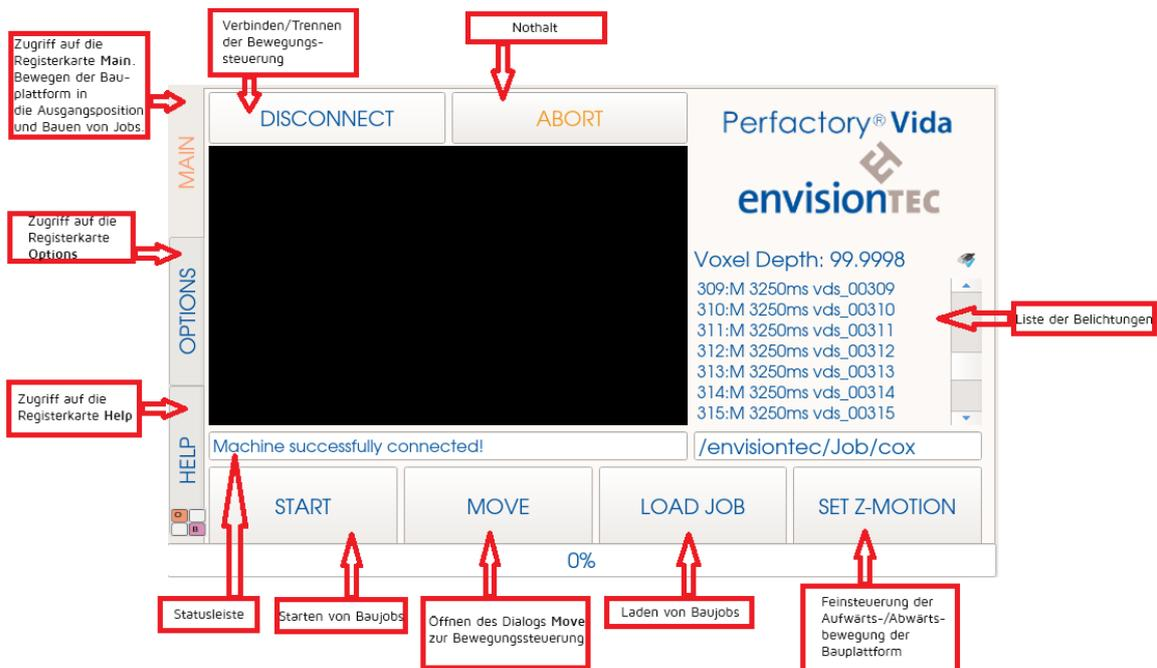 Verbinden/Trennen
der Bewegungs-
steuerung
Nothalt
Zugriff auf die
Registerkarte Main.
Bewegen der Bau-
plattform in
die Ausgangsposition
und Bauen von Jobs.
DISCONNECT
ABORT
Perfactory® Vida
envisionTEC
MAIN
Zugriff auf die
Registerkarte
Options
OPTIONS
Voxel Depth: 99.9998
309:M 3250ms vds_00309
310:M 3250ms vds_00310
311:M 3250ms vds_00311
312:M 3250ms vds_00312
313:M 3250ms vds_00313
314:M 3250ms vds_00314
315:M 3250ms vds_00315
Liste der Belichtungen
Zugriff auf die
Registerkarte Help
HELP
Machine successfully connected!
/envisiontec/Job/cox
START
MOVE
LOAD JOB
SET Z-MOTION
O
B
0%
Statusleiste
Starten von Baujobs
Öffnen des Dialogs Move
zur Bewegungssteuerung
Laden von Baujobs
Feinsteuerung der
Aufwärts-/Abwärts-
bewegung der
Bauplattform